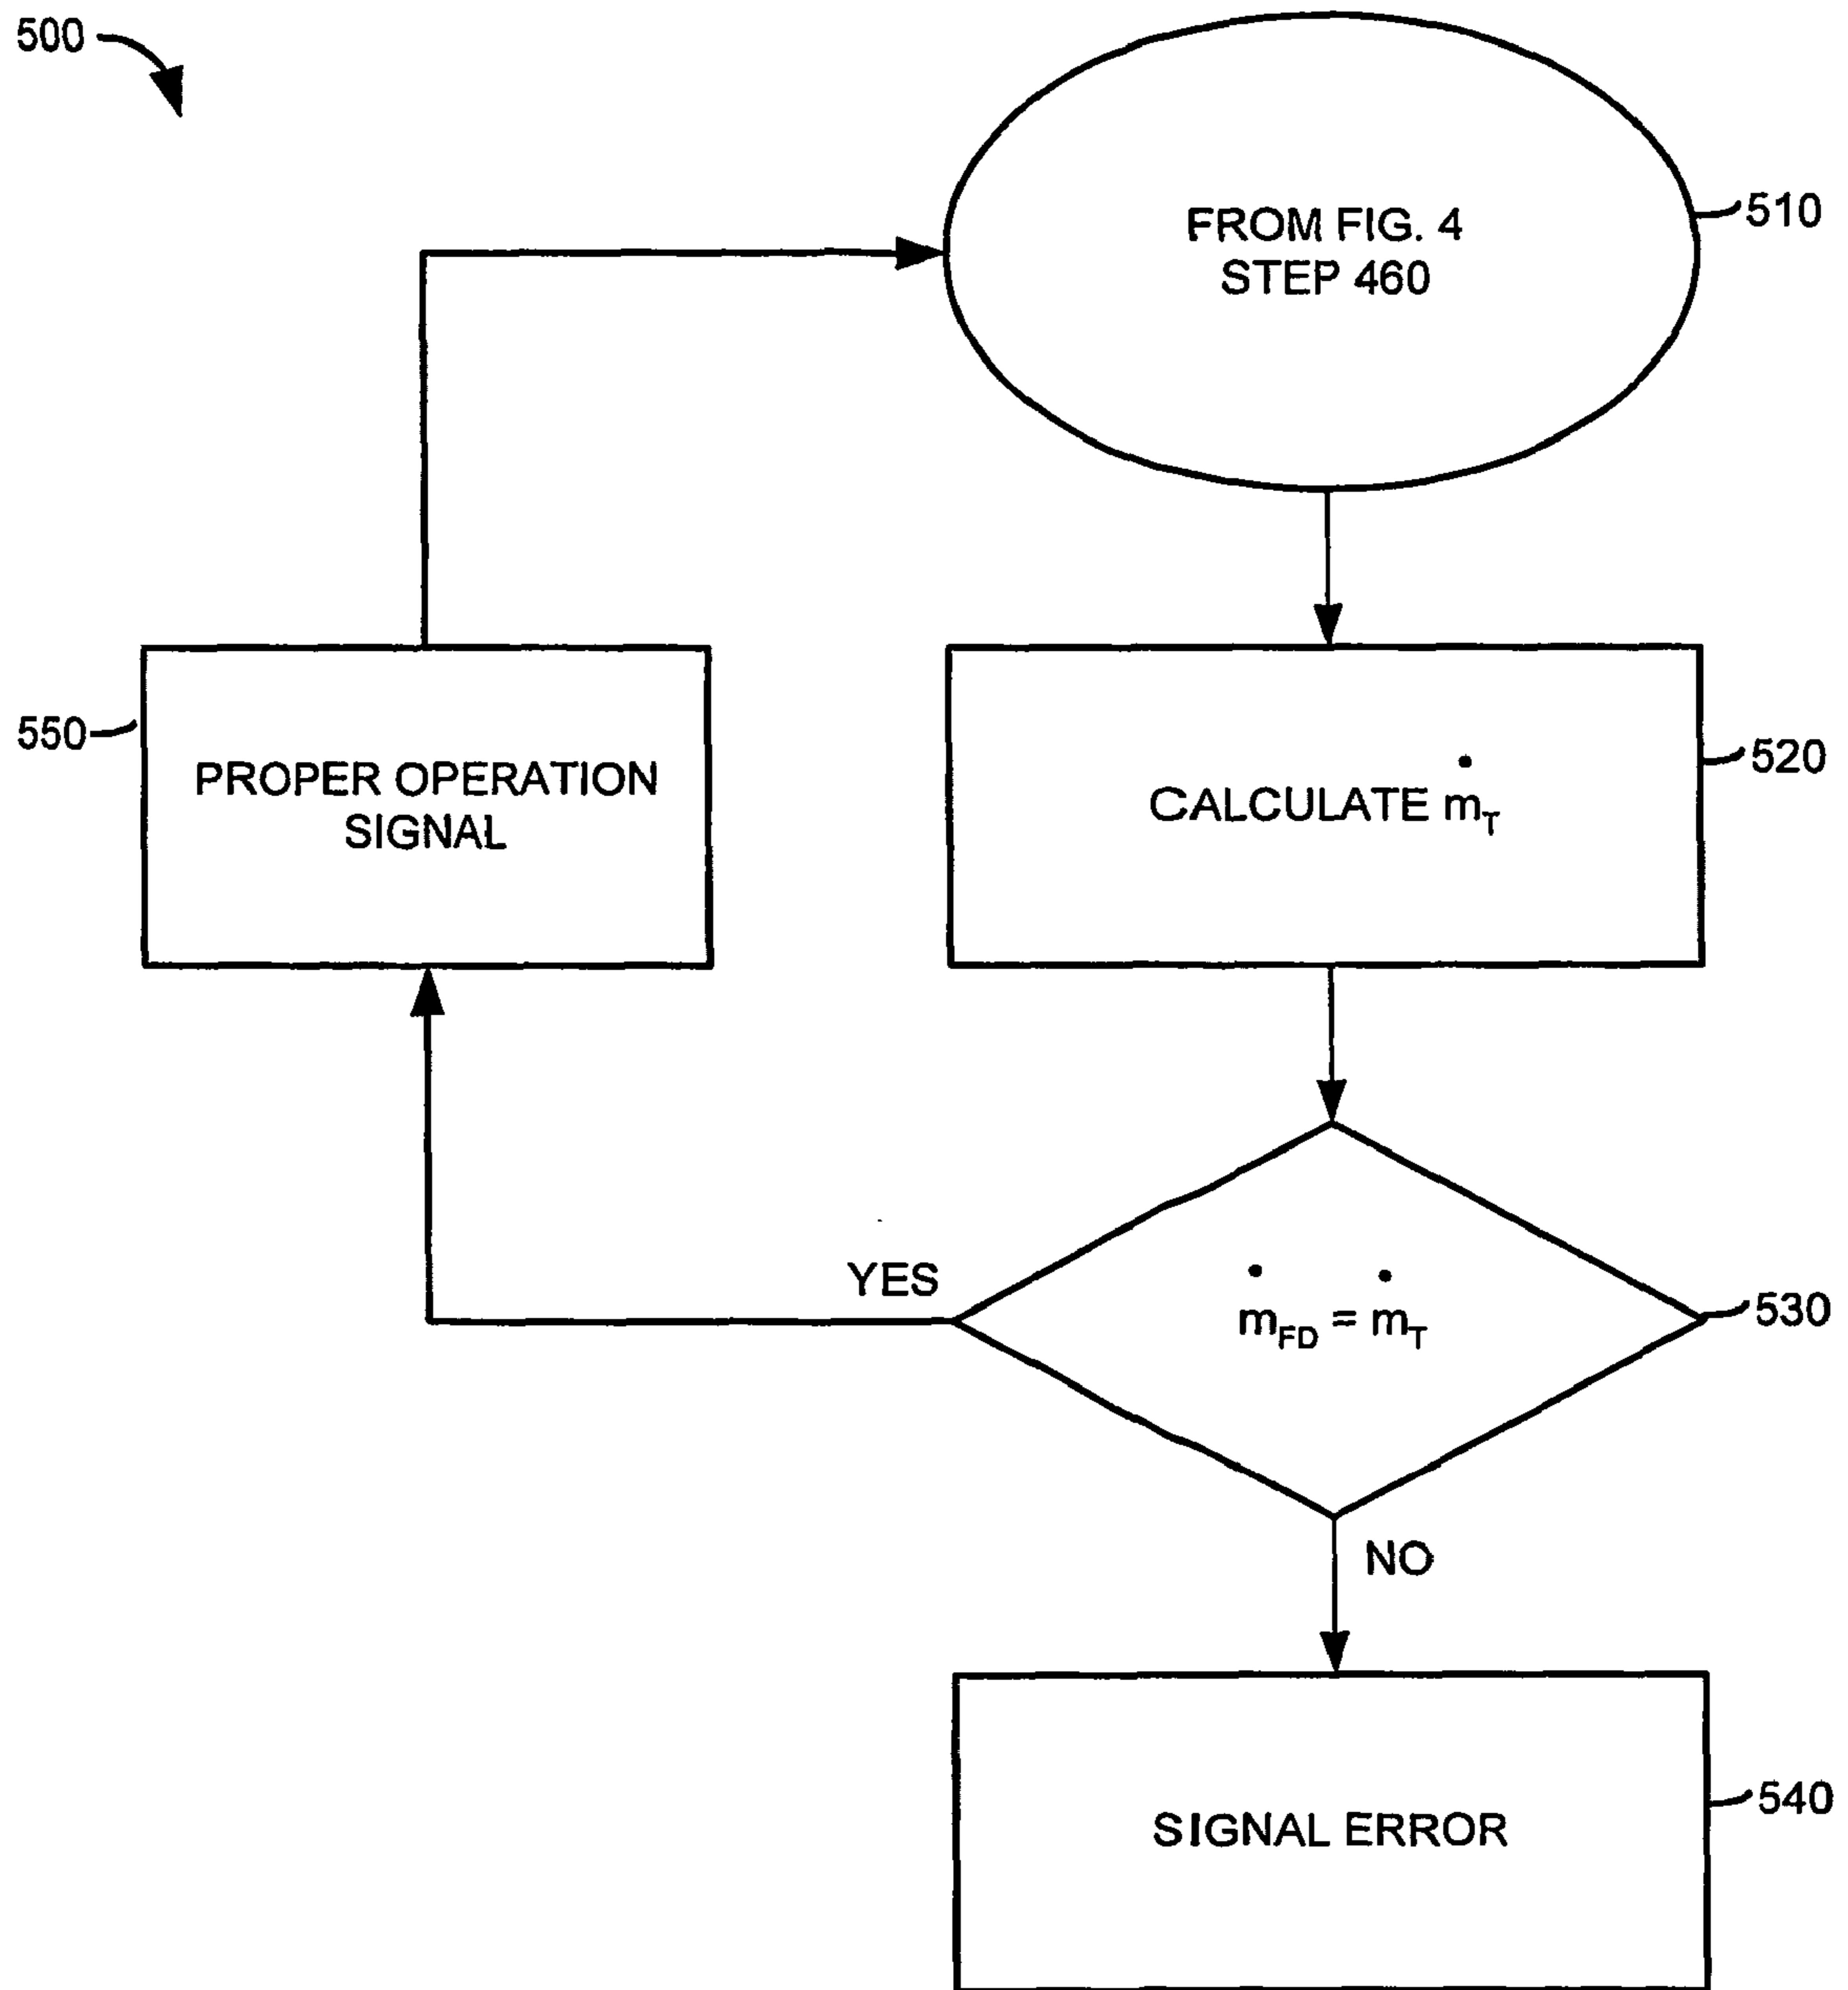 500
FROM FIG. 4
STEP 460
510
550
PROPER OPERATION
SIGNAL
CALCULATE ṁT
520
YES
ṁFD = ṁT
530
NO
SIGNAL ERROR
540